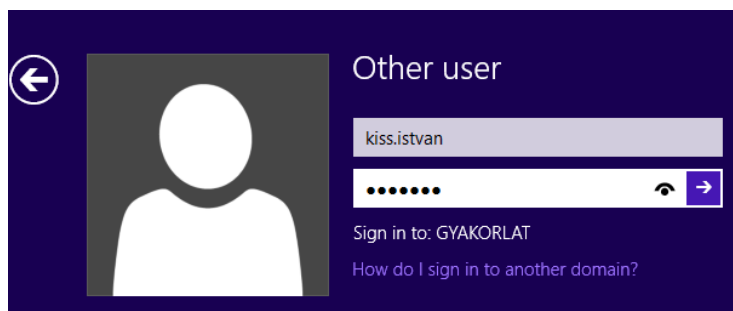 Other user
kiss.istvan
Sign in to: GYAKORLAT
How do I sign in to another domain?